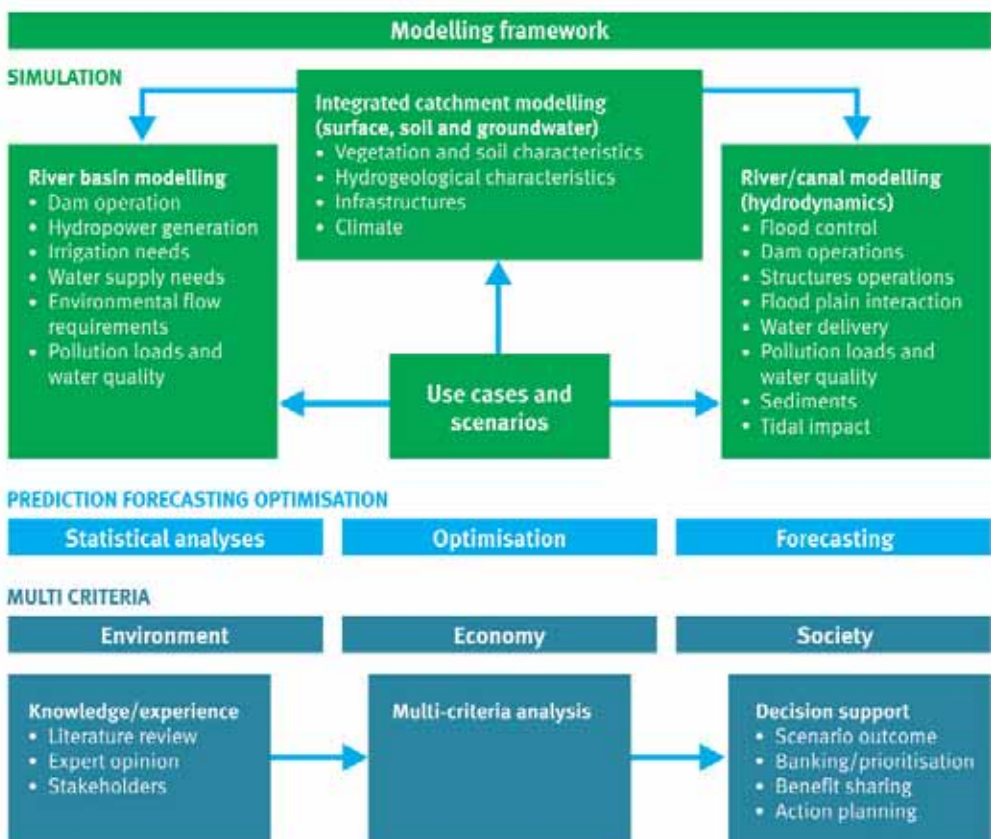 Modelling framework
SIMULATION
Integrated catchment modelling
(surface, soil and groundwater)
• Vegetation and soil characteristics
• Hydrogeological characteristics
• Infrastructures
• Climate
River basin modelling
• Dam operation
• Hydropower generation
• Irrigation needs
• Water supply needs
• Environmental flow
requirements
• Pollution loads and
water quality
River/canal modelling
(hydrodynamics)
• Flood control
• Dam operations
• Structures operations
• Flood plain interaction
• Water delivery
• Pollution loads and
water quality
• Sediments
• Tidal impact
Use cases and
scenarios
PREDICTION FORECASTING OPTIMISATION
Statistical analyses
Optimisation
Forecasting
MULTI CRITERIA
Environment
Economy
Society
Knowledge/experience
• Literature review
• Expert opinion
• Stakeholders
Multi-criteria analysis
Decision support
• Scenario outcome
• Banking/prioritisation
• Benefit sharing
• Action planning